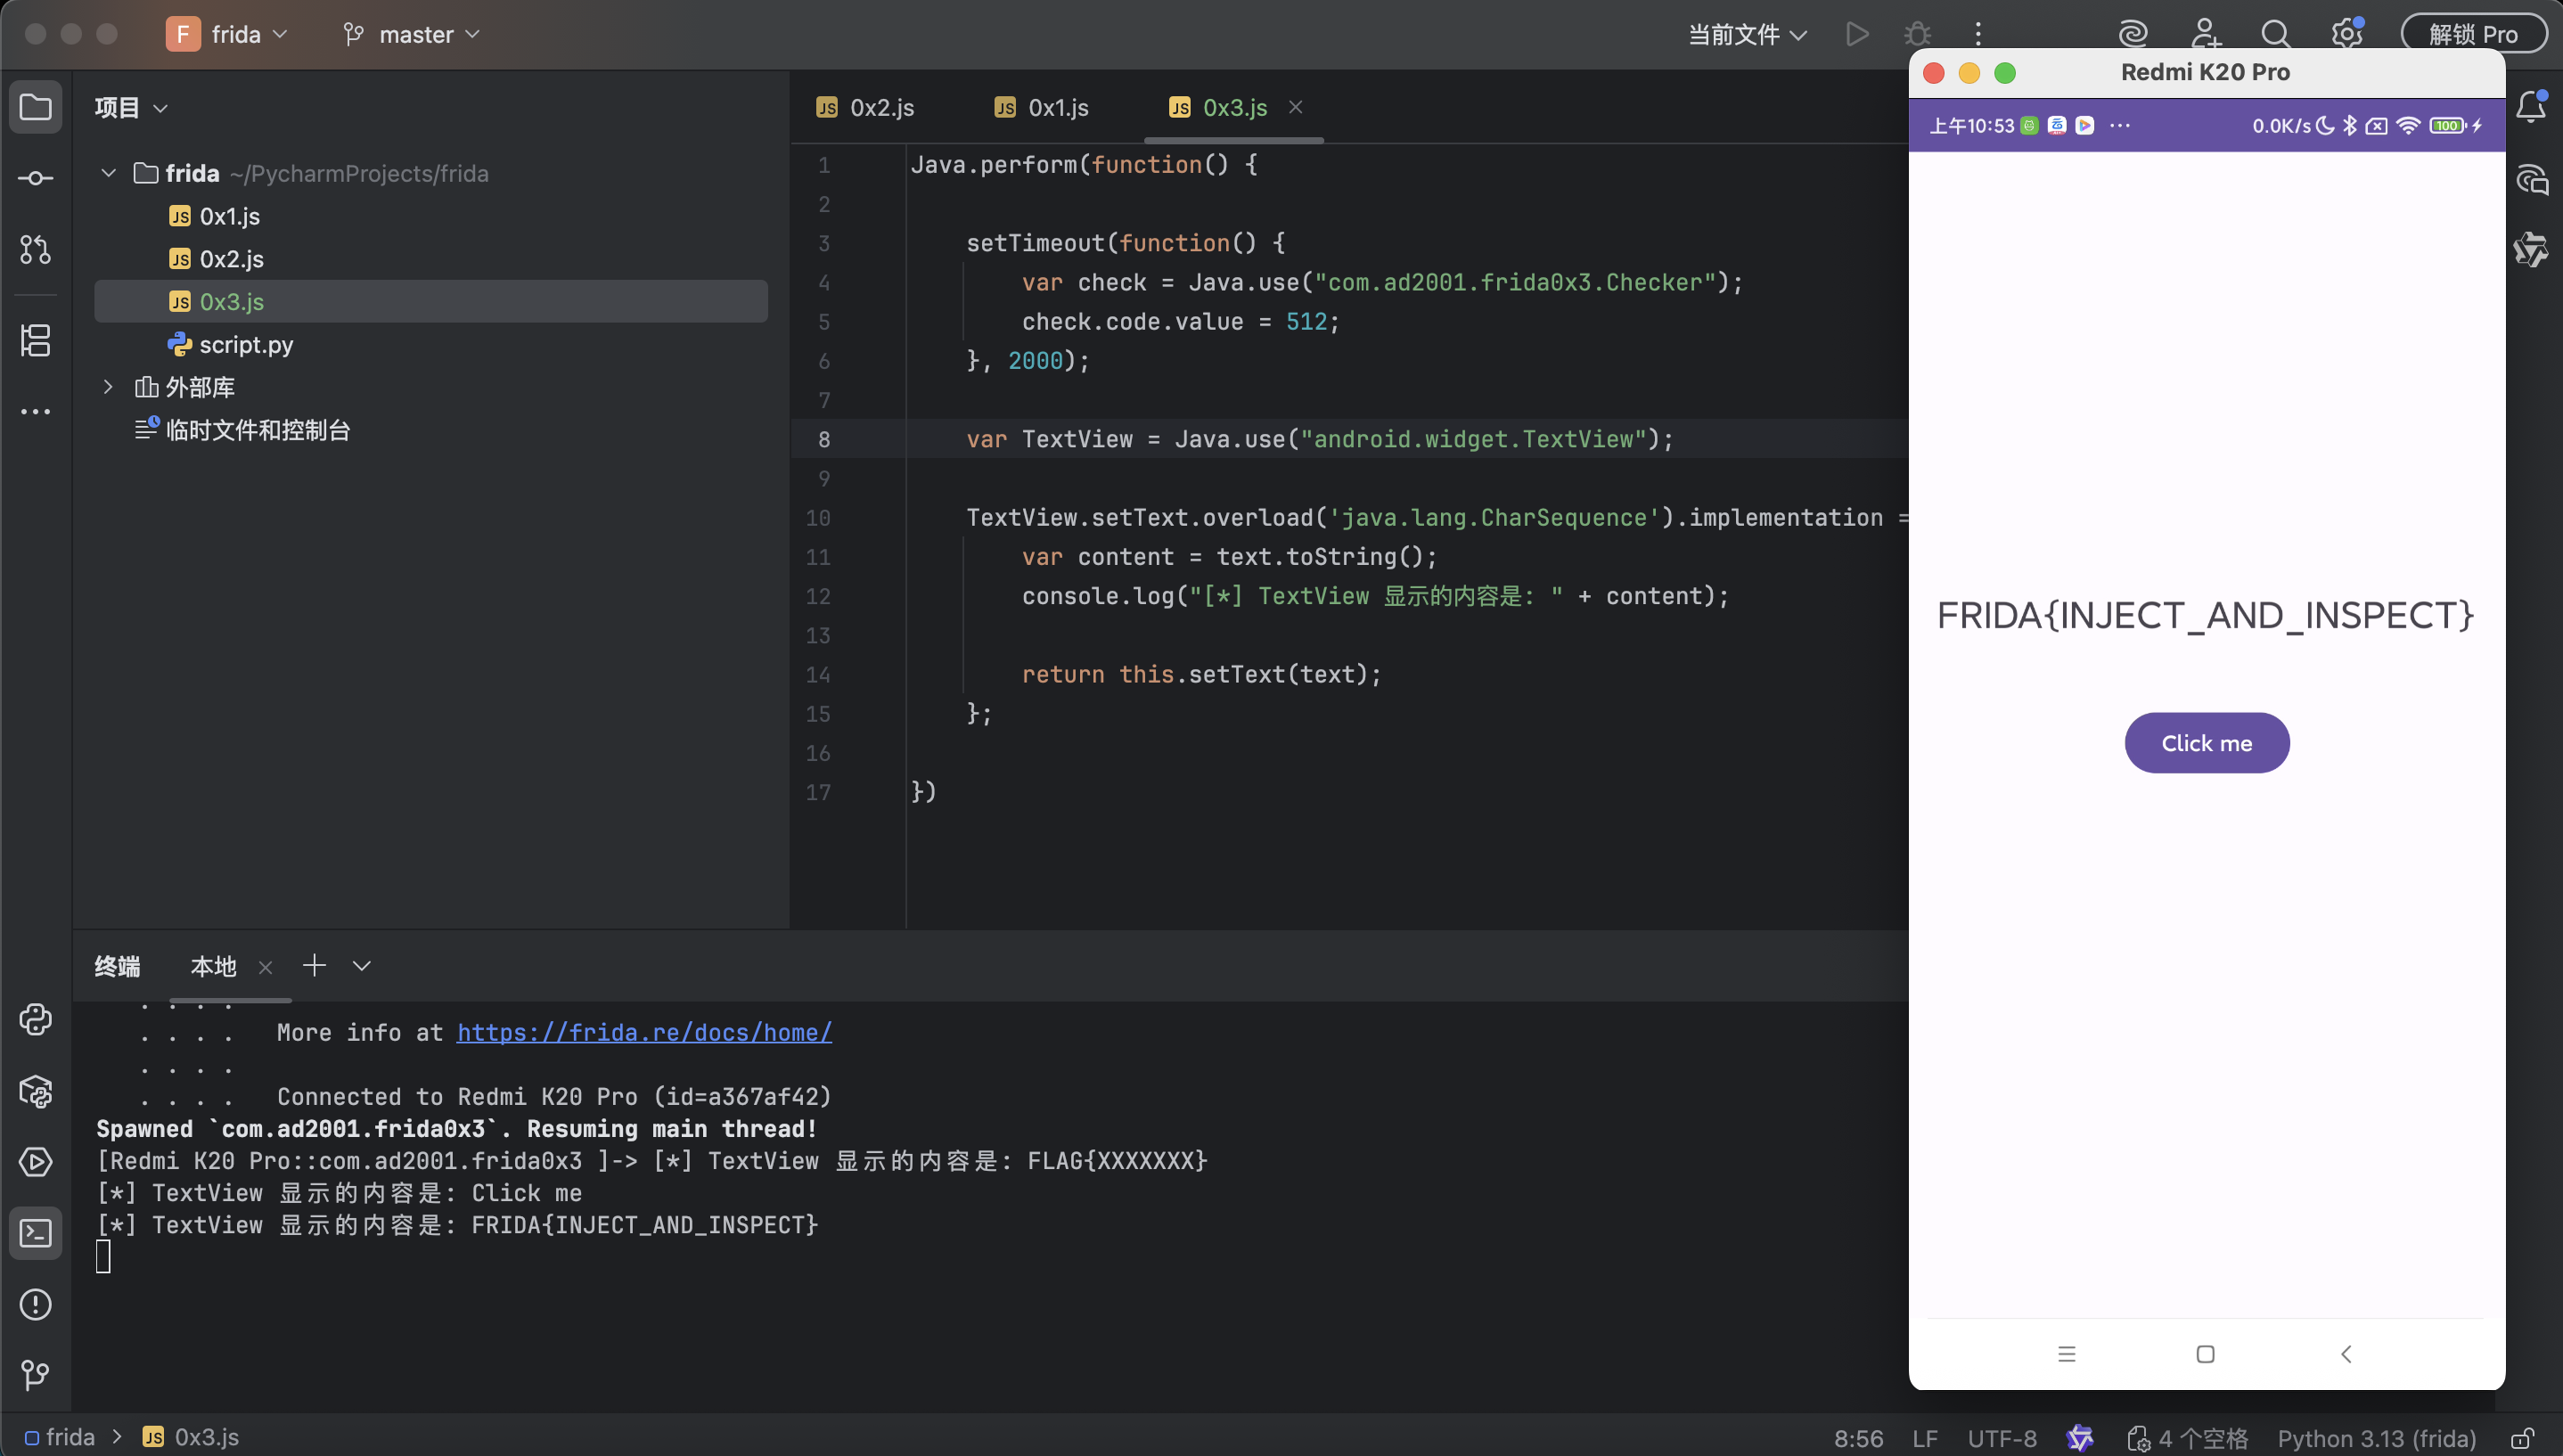 F frida master 当前文件 解锁 Pro
项目
frida ~/PycharmProjects/frida
JS 0x1.js
JS 0x2.js
JS 0x3.js
script.py
外部库
临时文件和控制台
JS 0x2.js JS 0x1.js JS 0x3.js
1 Java.perform(function() {
2
3 setTimeout(function() {
4 var check = Java.use("com.ad2001.frida0x3.Checker");
5 check.code.value = 512;
6 }, 2000);
7
8 var TextView = Java.use("android.widget.TextView");
9
10 TextView.setText.overload('java.lang.CharSequence').implementation =
11 var content = text.toString();
12 console.log("[*] TextView 显示的内容是: " + content);
13
14 return this.setText(text);
15 };
16
17 })
Redmi K20 Pro
上午10:53 ··· 0.0K/s 100
FRIDA{INJECT_AND_INSPECT}
Click me
终端 本地
. . . .
. . . . More info at https://frida.re/docs/home/
. . . .
. . . . Connected to Redmi K20 Pro (id=a367af42)
Spawned `com.ad2001.frida0x3`. Resuming main thread!
[Redmi K20 Pro::com.ad2001.frida0x3 ]-> [*] TextView 显示的内容是: FLAG{XXXXXXX}
[*] TextView 显示的内容是: Click me
[*] TextView 显示的内容是: FRIDA{INJECT_AND_INSPECT}
frida > JS 0x3.js 8:56 LF UTF-8 4 个空格 Python 3.13 (frida)